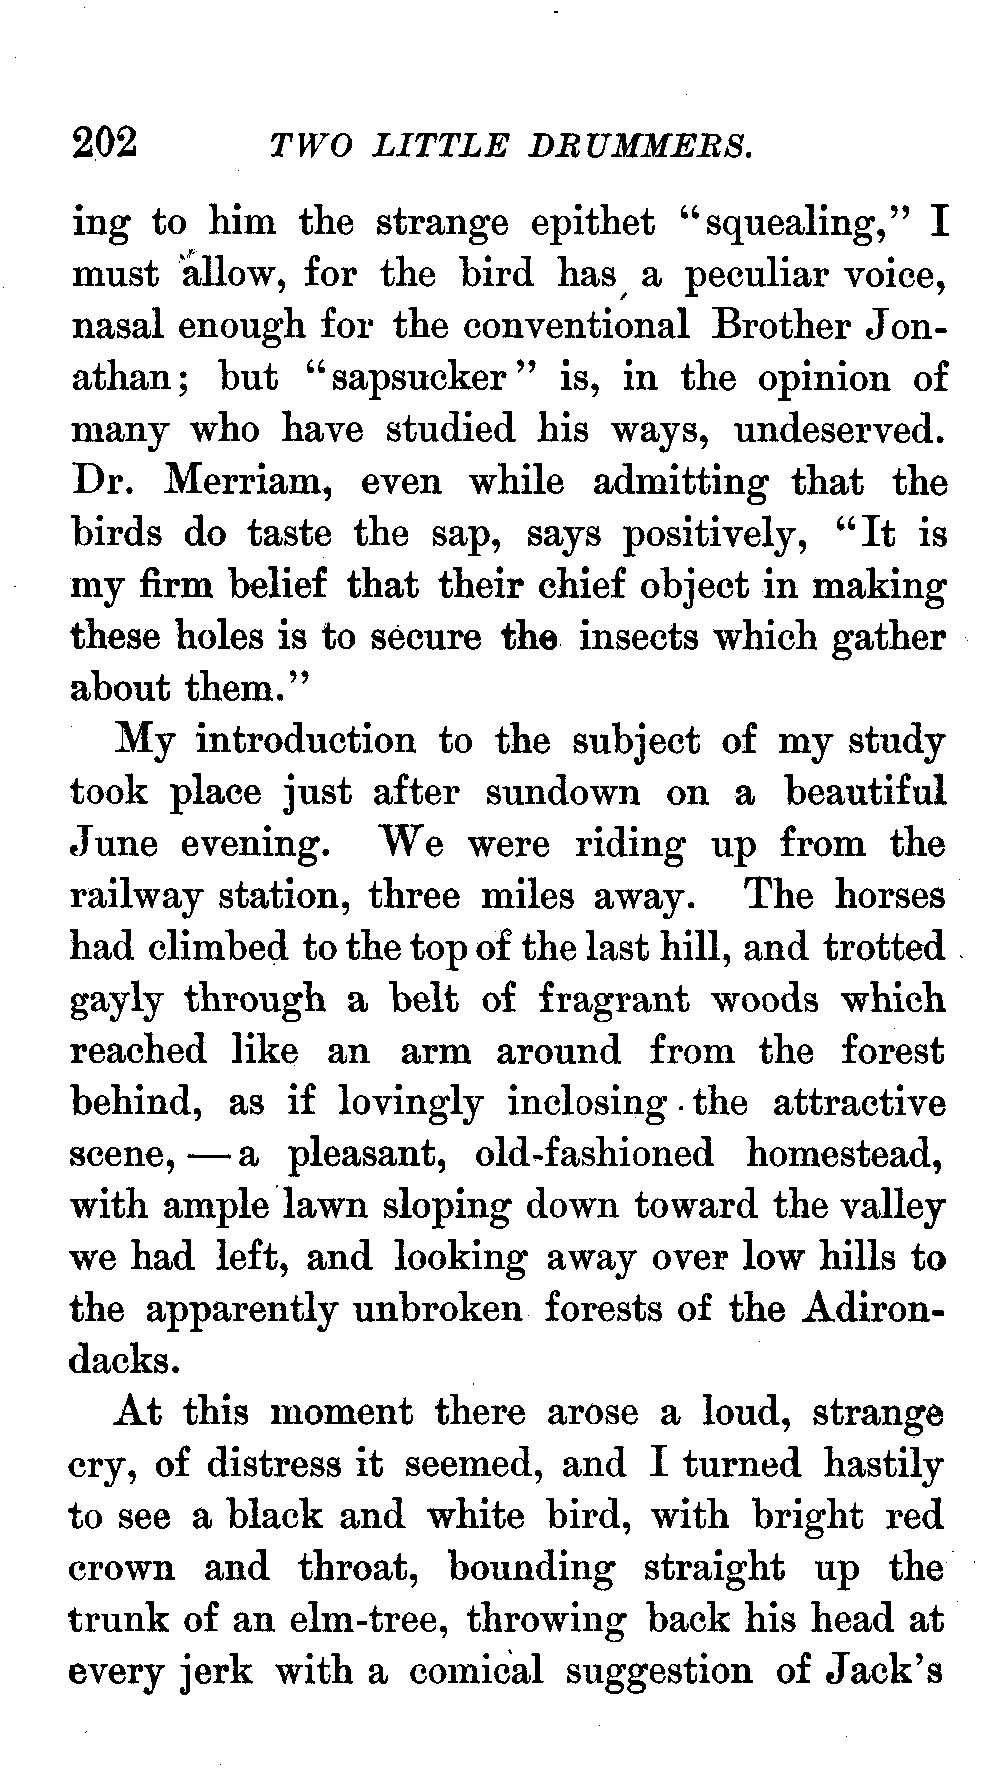 202 TWO LITTLE DRUMMERS.
ing to him the strange epithet “squealing,” I
must allow, for the bird has a peculiar voice,
nasal enough for the conventional Brother Jon-
athan; but “sapsucker” is, in the opinion of
many who have studied his ways, undeserved.
Dr. Merriam, even while admitting that the
birds do taste the sap, says positively, “It is
my firm belief that their chief object in making
these holes is to secure the insects which gather
about them.”
My introduction to the subject of my study
took place just after sundown on a beautiful
June evening. We were riding up from the
railway station, three miles away. The horses
had climbed to the top of the last hill, and trotted
gayly through a belt of fragrant woods which
reached like an arm around from the forest
behind, as if lovingly inclosing the attractive
scene, — a pleasant, old-fashioned homestead,
with ample lawn sloping down toward the valley
we had left, and looking away over low hills to
the apparently unbroken forests of the Adiron-
dacks.
At this moment there arose a loud, strange
cry, of distress it seemed, and I turned hastily
to see a black and white bird, with bright red
crown and throat, bounding straight up the
trunk of an elm-tree, throwing back his head at
every jerk with a comical suggestion of Jack’s